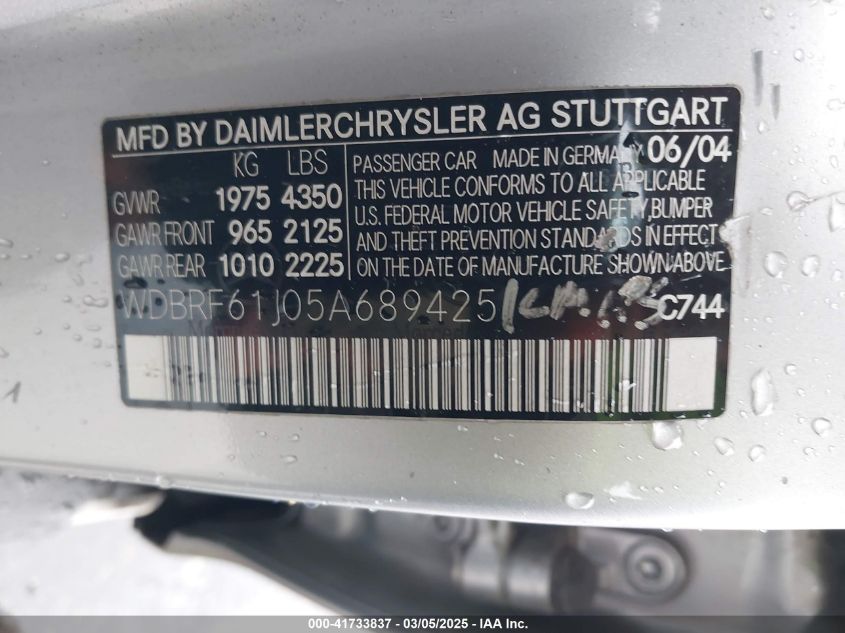 MFD BY DAIMLERCHRYSLER AG STUTTGART
KG LBS
GVWR 1975 4350
GAWR FRONT 965 2125
GAWR REAR 1010 2225
PASSENGER CAR MADE IN GERMANY 06/04
THIS VEHICLE CONFORMS TO ALL APPLICABLE
U.S. FEDERAL MOTOR VEHICLE SAFETY, BUMPER
AND THEFT PREVENTION STANDARDS IN EFFECT
ON THE DATE OF MANUFACTURE SHOWN ABOVE
WDBRF61J05A689425 C744
000-41733837 - 03/05/2025 - IAA Inc.